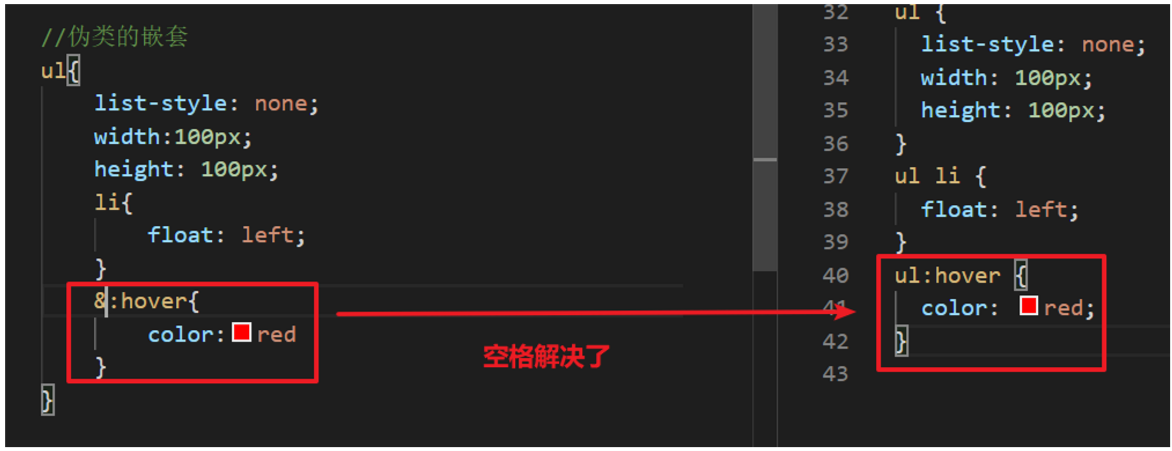 //伪类的嵌套
ul{
list-style: none;
width:100px;
height: 100px;
li{
float: left;
}
&:hover{
color: red
}
}
空格解决了
32 ul {
33 list-style: none;
34 width: 100px;
35 height: 100px;
36 }
37 ul li {
38 float: left;
39 }
40 ul:hover {
41 color: red;
42 }
43